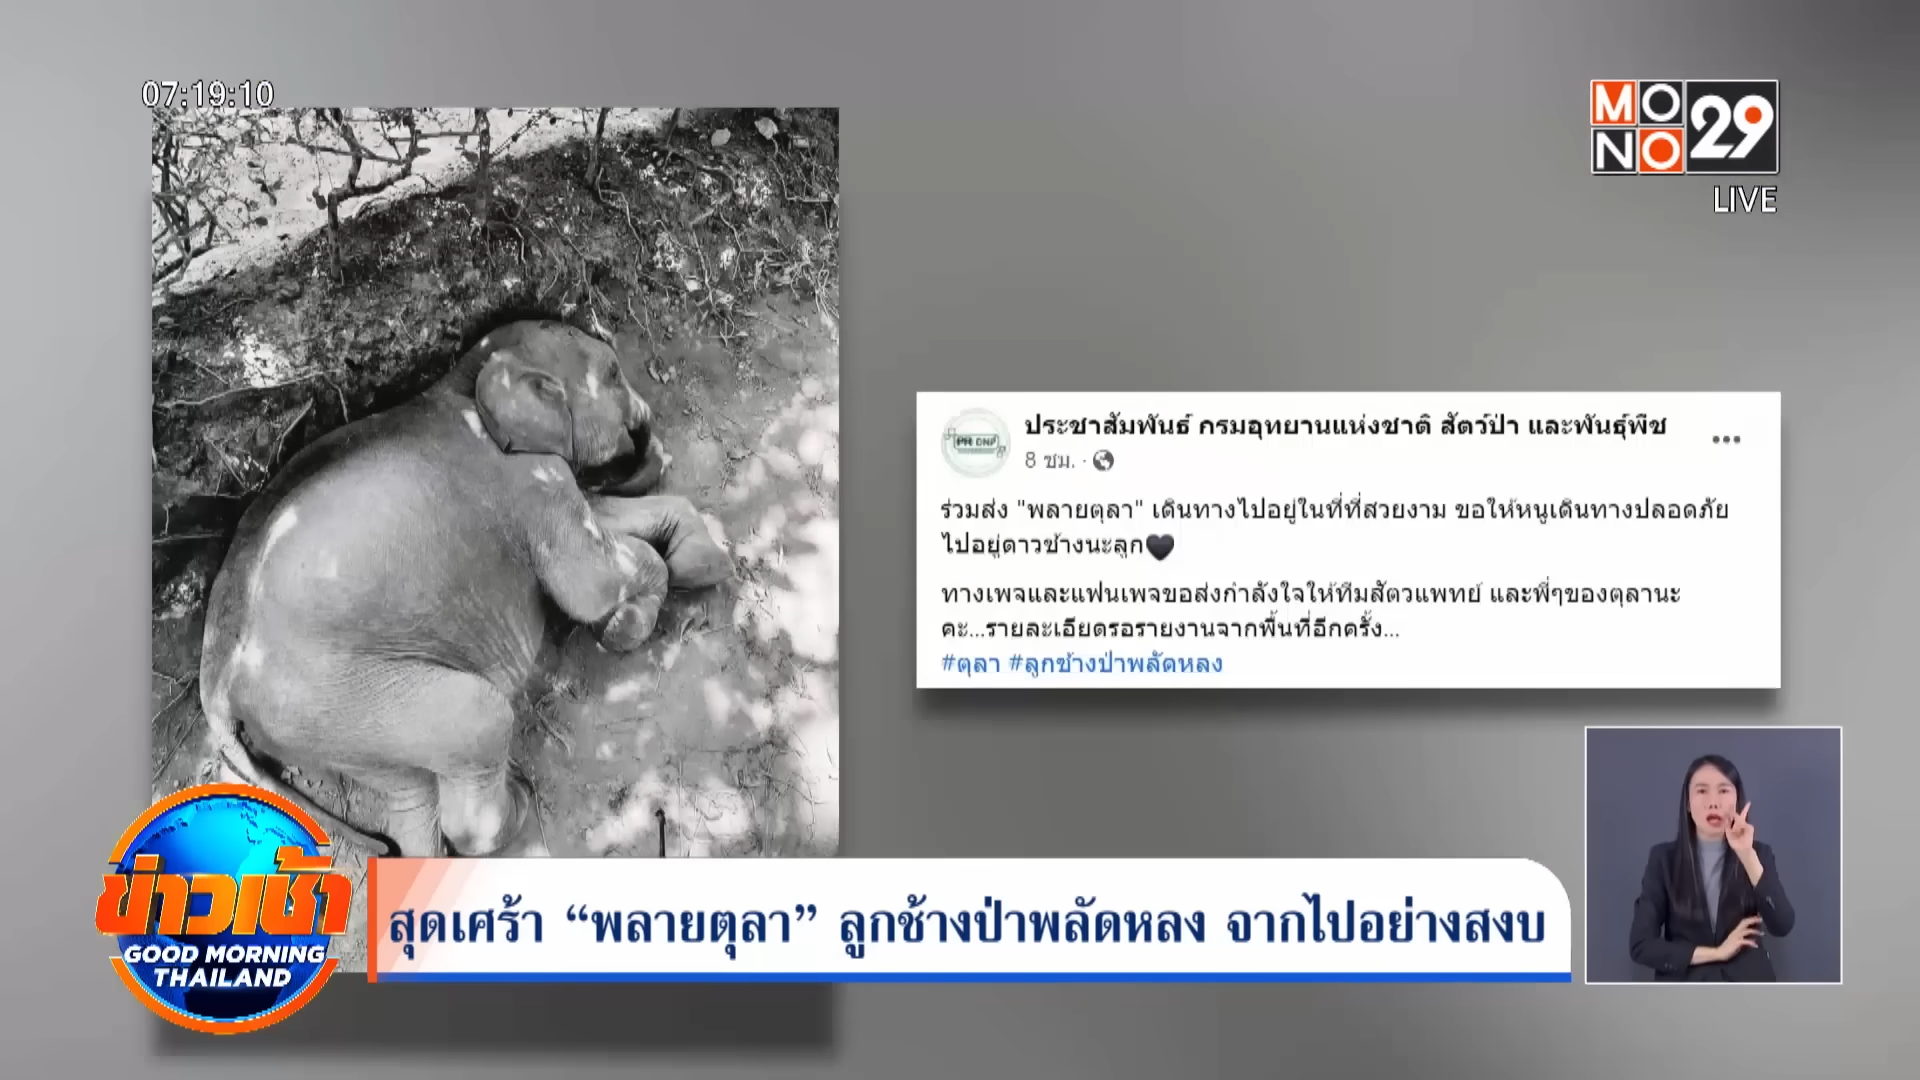 07:19:10
MONO 29
LIVE
ประชาสัมพันธ์ กรมอุทยานแห่งชาติ สัตว์ป่า และพันธุ์พืช
PR DNP
8 ชม.
ร่วมส่ง "พลายตุลา" เดินทางไปอยู่ในที่ที่สวยงาม ขอให้หนูเดินทางปลอดภัย
ไปอยู่ดาวช้างนะลูก🖤
ทางเพจและแฟนเพจขอส่งกำลังใจให้ทีมสัตวแพทย์ และพี่ๆของตุลานะ
คะ...รายละเอียดรอรายงานจากพื้นที่อีกครั้ง...
#ตุลา #ลูกช้างป่าพลัดหลง
ข่าวเช้า
GOOD MORNING
THAILAND
สุดเศร้า “พลายตุลา” ลูกช้างป่าพลัดหลง จากไปอย่างสงบ